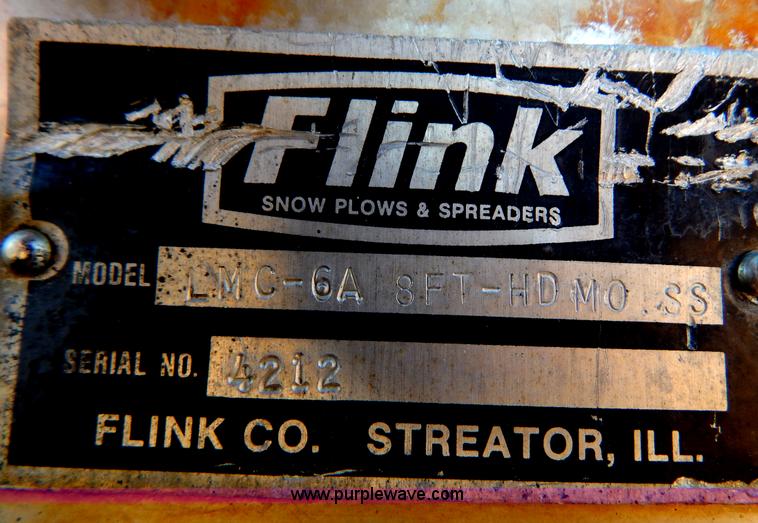 Flink
SNOW PLOWS & SPREADERS
MODEL LMC-6A 8FT-HD MO.SS
SERIAL NO. 4212
FLINK CO. STREATOR, ILL.
www.purplewave.com